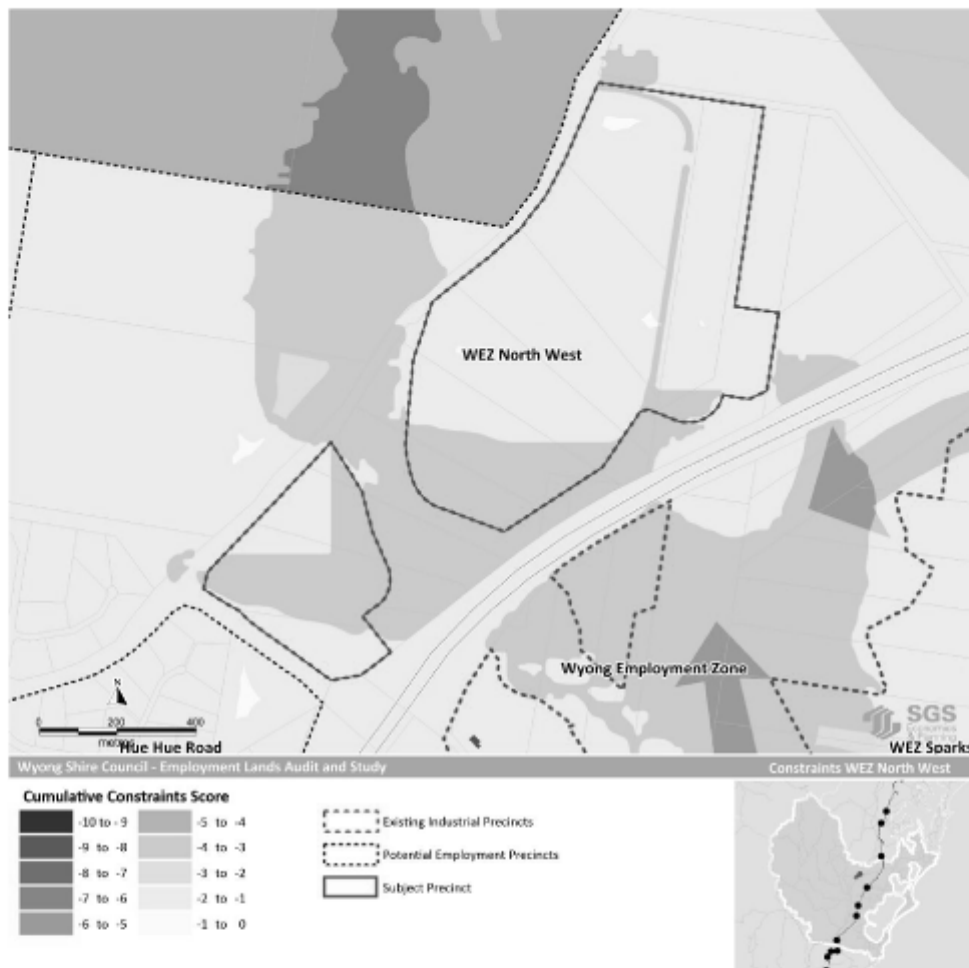 WEZ North West
Wyong Employment Zone
N
0 200 400
metres
Hue Hue Road
SGS
Economics
& Planning
WEZ Sparks
Wyong Shire Council - Employment Lands Audit and Study Constraints WEZ North West
Cumulative Constraints Score
-10 to -9 -5 to -4
-9 to -8 -4 to -3
-8 to -7 -3 to -2
-7 to -6 -2 to -1
-6 to -5 -1 to 0
Existing Industrial Precincts
Potential Employment Precincts
Subject Precinct